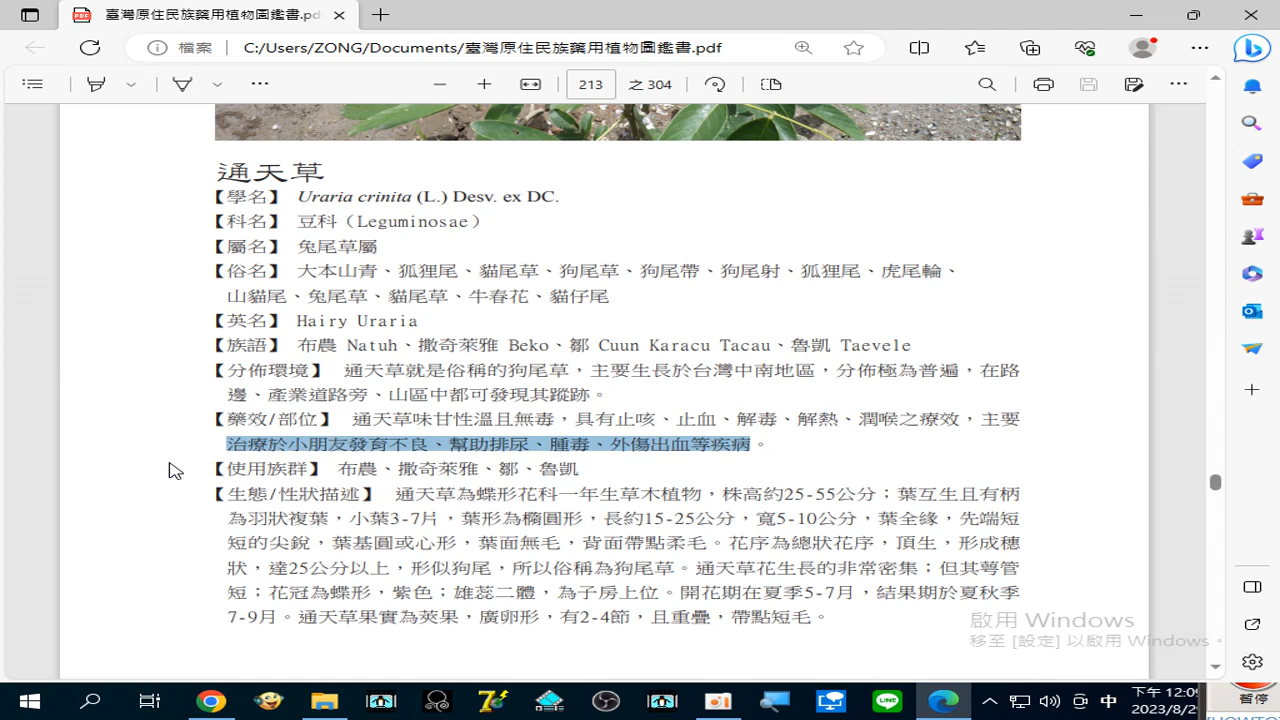 臺灣原住民族藥用植物圖鑑書.pdf
檔案 C:/Users/ZONG/Documents/臺灣原住民族藥用植物圖鑑書.pdf
213 之 304
通天草
【學名】 Uraria crinita (L.) Desv. ex DC.
【科名】 豆科（Leguminosae）
【屬名】 兔尾草屬
【俗名】 大本山青、狐狸尾、貓尾草、狗尾草、狗尾帶、狗尾射、狐狸尾、虎尾輪、
山貓尾、兔尾草、貓尾草、牛春花、貓仔尾
【英名】 Hairy Uraria
【族語】 布農 Natuh、撒奇萊雅 Beko、鄒 Cuun Karacu Tacau、魯凱 Taevele
【分佈環境】 通天草就是俗稱的狗尾草，主要生長於台灣中南地區，分佈極為普遍，在路
邊、產業道路旁、山區中都可發現其蹤跡。
【藥效/部位】 通天草味甘性溫且無毒，具有止咳、止血、解毒、解熱、潤喉之療效，主要
治療於小朋友發育不良、幫助排尿、腫毒、外傷出血等疾病。
【使用族群】 布農、撒奇萊雅、鄒、魯凱
【生態/性狀描述】 通天草為蝶形花科一年生草木植物，株高約25-55公分；葉互生且有柄
為羽狀複葉，小葉3-7片，葉形為橢圓形，長約15-25公分，寬5-10公分，葉全緣，先端短
短的尖銳，葉基圓或心形，葉面無毛，背面帶點柔毛。花序為總狀花序，頂生，形成穗
狀，達25公分以上，形似狗尾，所以俗稱為狗尾草。通天草花生長的非常密集；但其萼管
短；花冠為蝶形，紫色；雄蕊二體，為子房上位。開花期在夏季5-7月，結果期於夏秋季
7-9月。通天草果實為莢果，廣卵形，有2-4節，且重疊，帶點短毛。
啟用 Windows
移至 [設定] 以啟用 Windows。
中
下午 12:09
2023/8/2
暫停